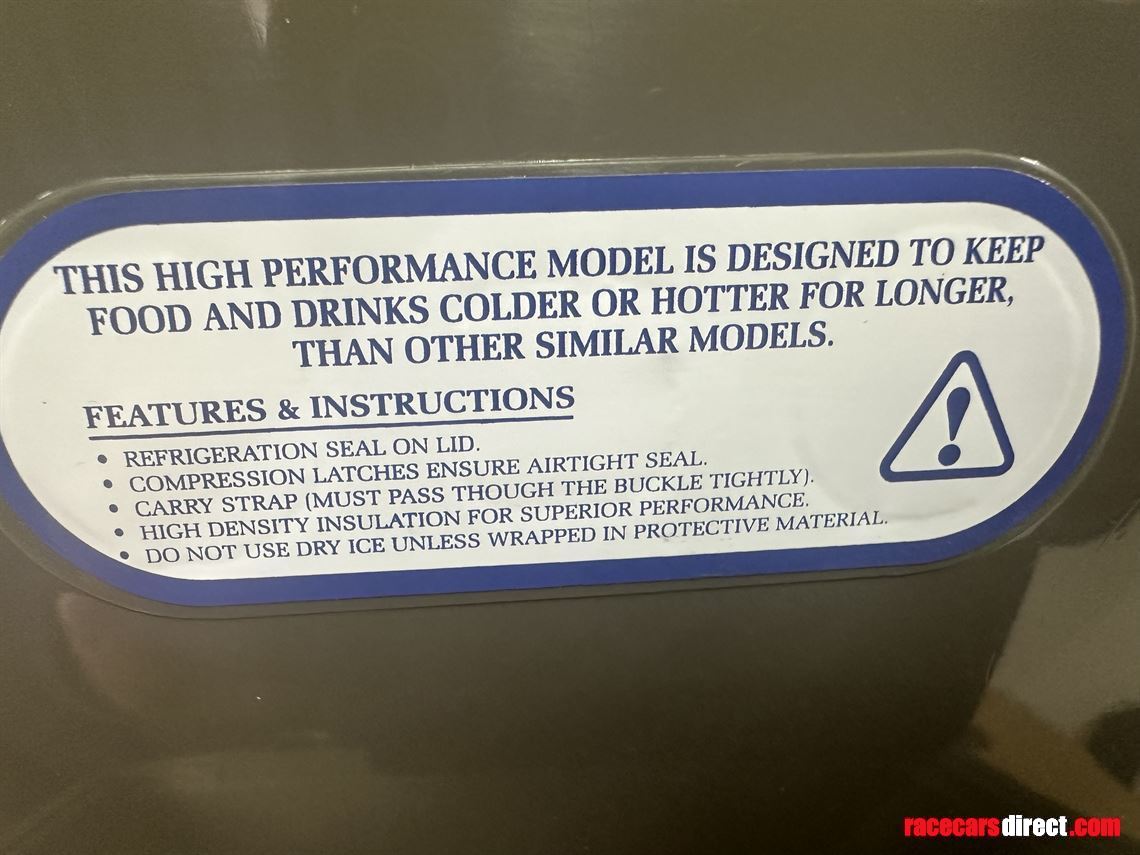 THIS HIGH PERFORMANCE MODEL IS DESIGNED TO KEEP
FOOD AND DRINKS COLDER OR HOTTER FOR LONGER,
THAN OTHER SIMILAR MODELS.
FEATURES & INSTRUCTIONS
• REFRIGERATION SEAL ON LID.
• COMPRESSION LATCHES ENSURE AIRTIGHT SEAL.
• CARRY STRAP (MUST PASS THOUGH THE BUCKLE TIGHTLY).
• HIGH DENSITY INSULATION FOR SUPERIOR PERFORMANCE.
• DO NOT USE DRY ICE UNLESS WRAPPED IN PROTECTIVE MATERIAL.
racecarsdirect.com